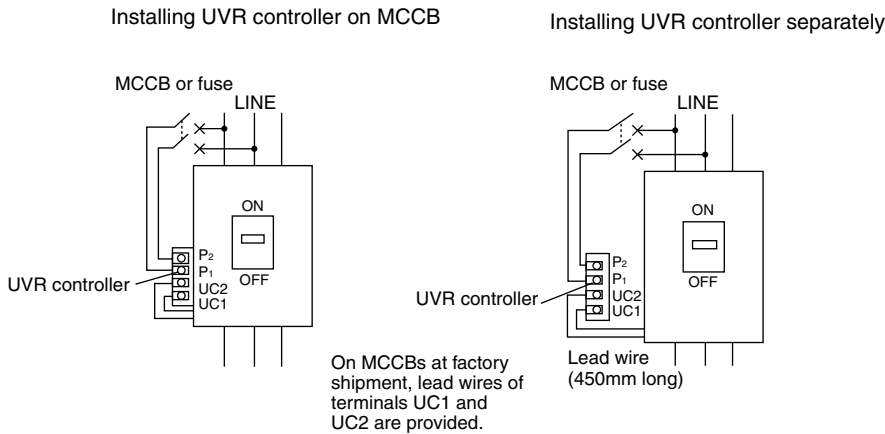 Installing UVR controller on MCCB
MCCB or fuse
LINE
ON
OFF
P2
P1
UC2
UC1
UVR controller
On MCCBs at factory
shipment, lead wires of
terminals UC1 and
UC2 are provided.
Installing UVR controller separately
MCCB or fuse
LINE
ON
OFF
P2
P1
UC2
UC1
UVR controller
Lead wire
(450mm long)